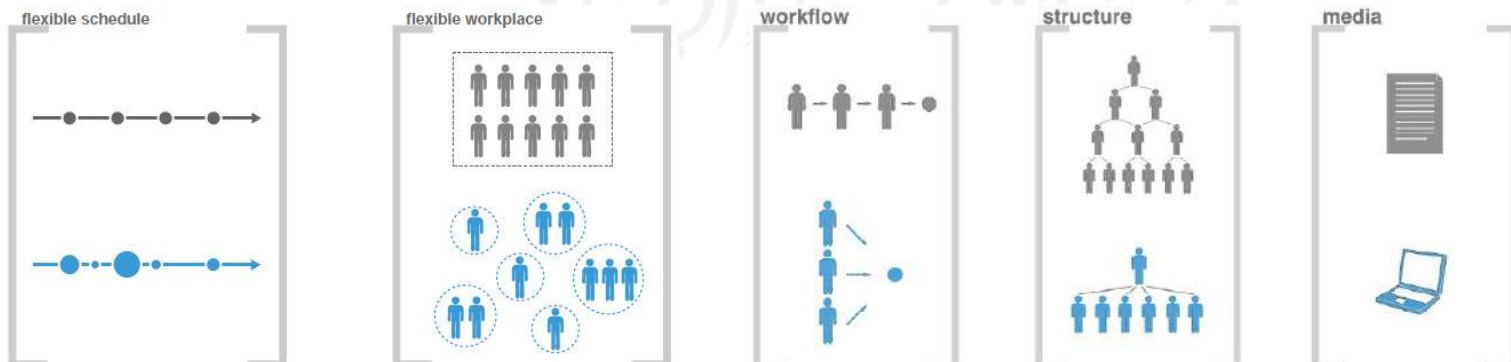 flexible schedule
flexible workplace
workflow
structure
media